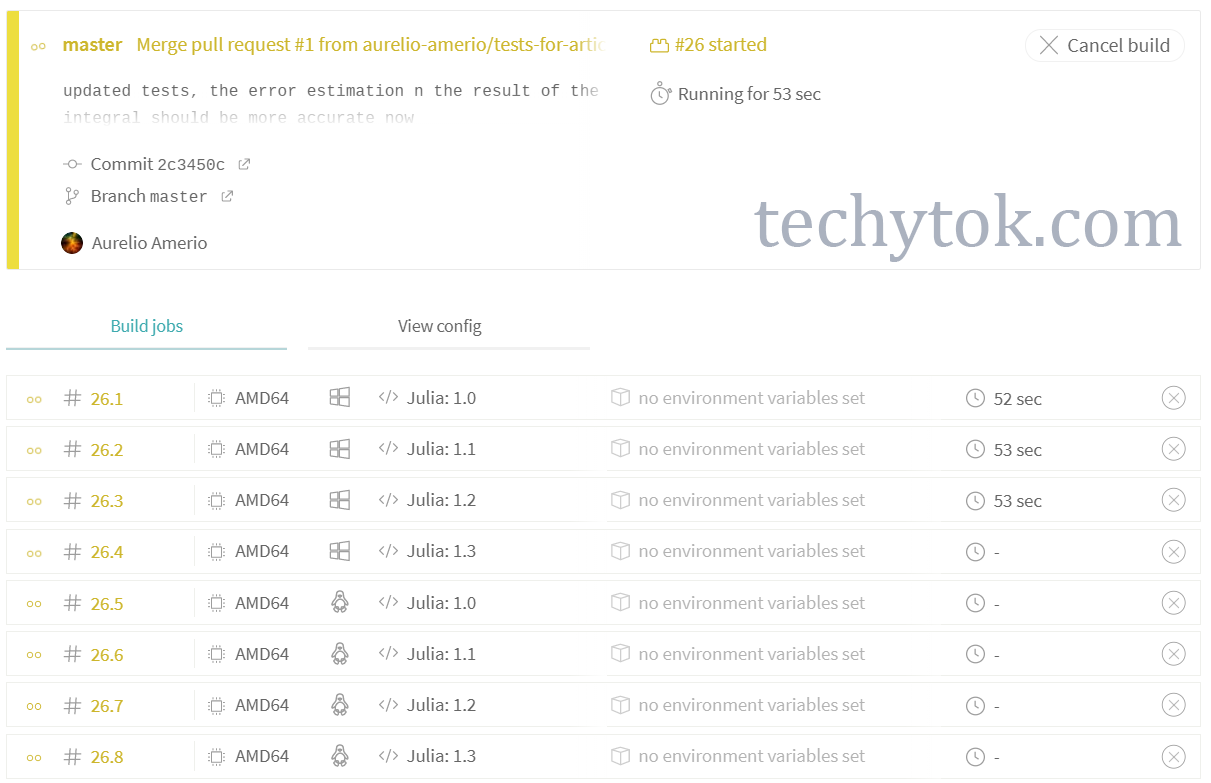 master Merge pull request #1 from aurelio-amerio/tests-for-artic
#26 started
Cancel build
updated tests, the error estimation n the result of the
integral should be more accurate now
Running for 53 sec
Commit 2c3450c
Branch master
Aurelio Amerio
techytok.com
Build jobs View config
# 26.1 AMD64 </> Julia: 1.0 no environment variables set 52 sec
# 26.2 AMD64 </> Julia: 1.1 no environment variables set 53 sec
# 26.3 AMD64 </> Julia: 1.2 no environment variables set 53 sec
# 26.4 AMD64 </> Julia: 1.3 no environment variables set -
# 26.5 AMD64 </> Julia: 1.0 no environment variables set -
# 26.6 AMD64 </> Julia: 1.1 no environment variables set -
# 26.7 AMD64 </> Julia: 1.2 no environment variables set -
# 26.8 AMD64 </> Julia: 1.3 no environment variables set -